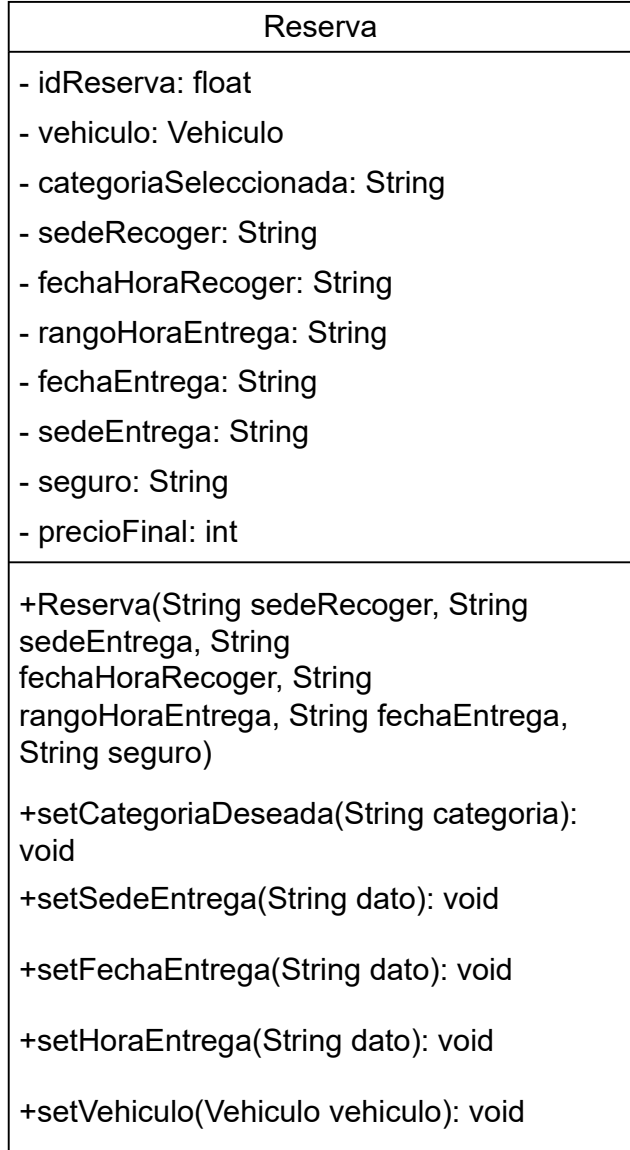 Reserva
- idReserva: float
- vehiculo: Vehiculo
- categoriaSeleccionada: String
- sedeRecoger: String
- fechaHoraRecoger: String
- rangoHoraEntrega: String
- fechaEntrega: String
- sedeEntrega: String
- seguro: String
- precioFinal: int
+Reserva(String sedeRecoger, String
sedeEntrega, String
fechaHoraRecoger, String
rangoHoraEntrega, String fechaEntrega,
String seguro)
+setCategoriaDeseada(String categoria):
void
+setSedeEntrega(String dato): void
+setFechaEntrega(String dato): void
+setHoraEntrega(String dato): void
+setVehiculo(Vehiculo vehiculo): void